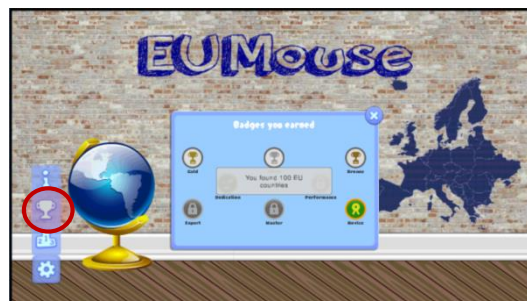 EUMouse
Badges you earned
Gold
Bronze
You found 100 EU
countries
Dedication
Performance
Expert
Master
Novice